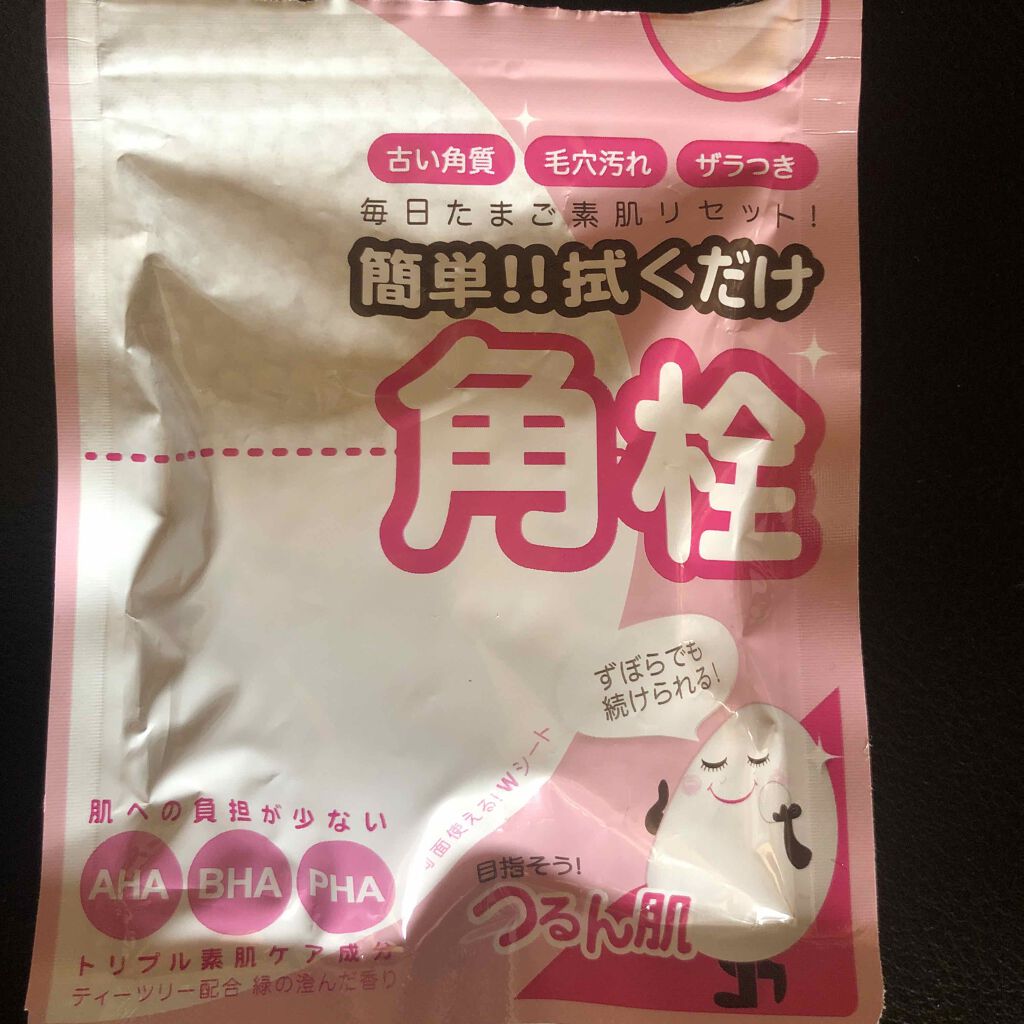 古い角質 毛穴汚れ ザラつき
毎日たまご素肌リセット!
簡単!!拭くだけ
角栓
ずぼらでも
続けられる!
面使える!Wシート
肌への負担が少ない
AHA BHA PHA
トリプル素肌ケア成分
ティーツリー配合 緑の澄んだ香り
目指そう!
つるん肌